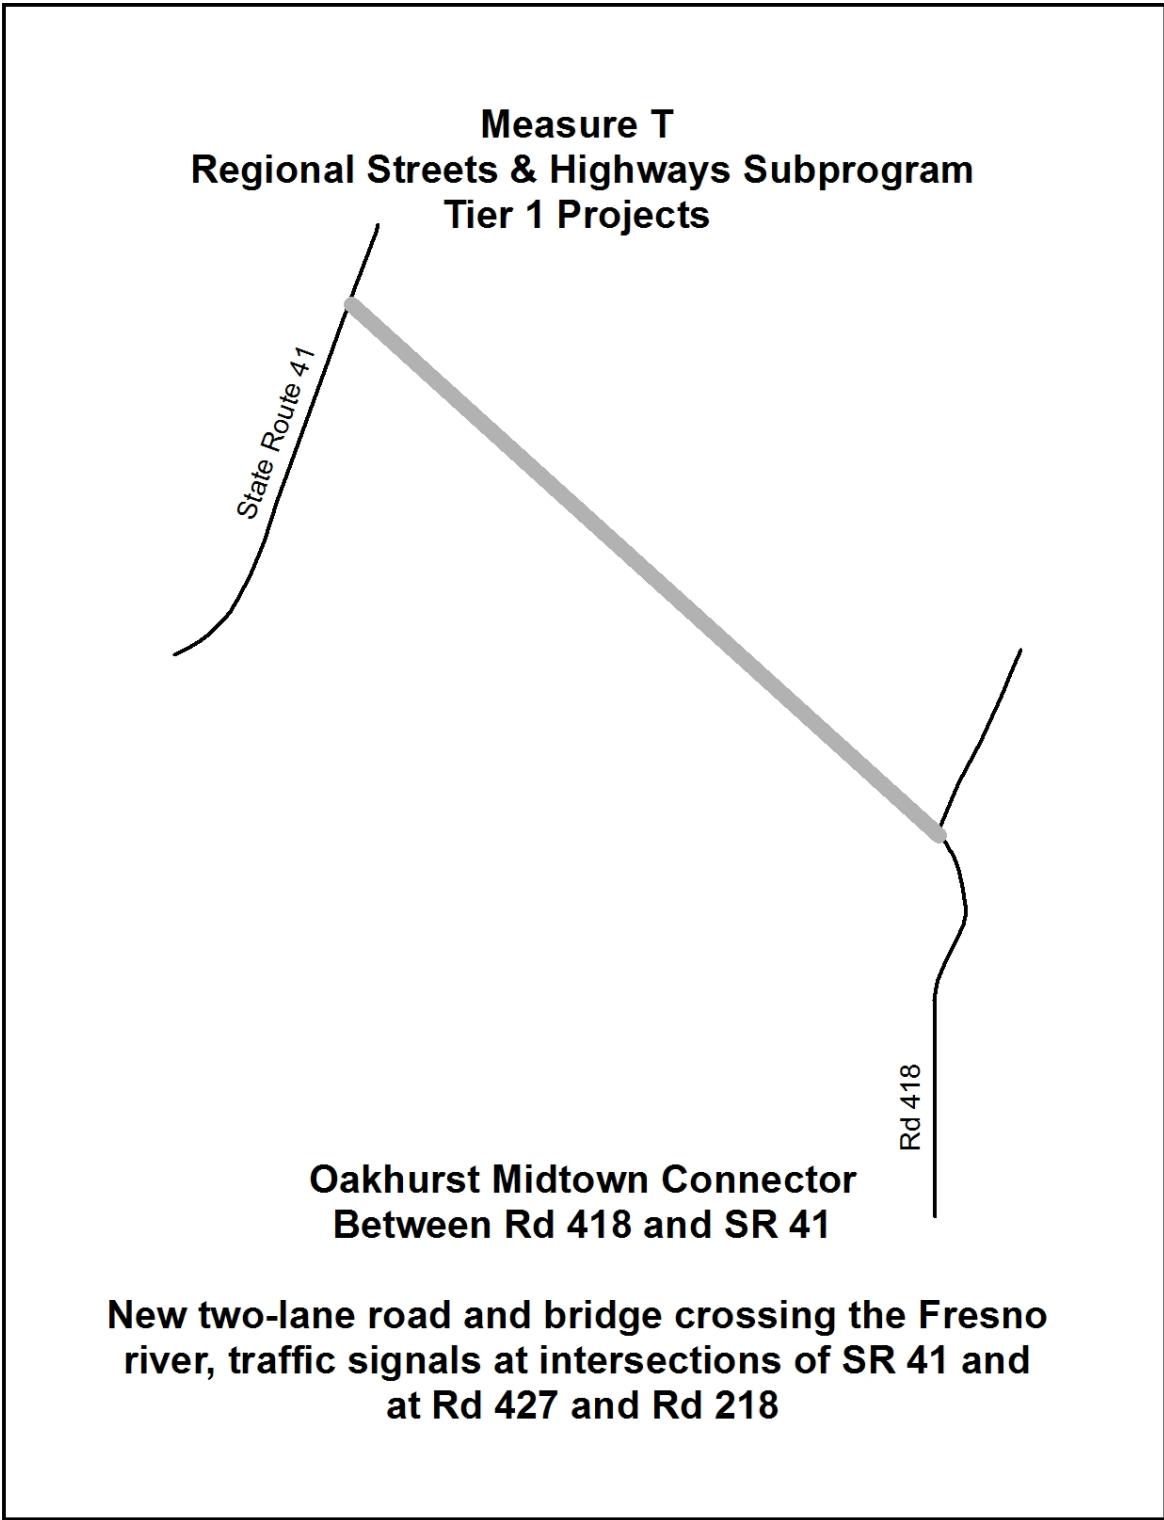 Measure T
Regional Streets & Highways Subprogram
Tier 1 Projects
State Route 41
Rd 418
Oakhurst Midtown Connector
Between Rd 418 and SR 41
New two-lane road and bridge crossing the Fresno
river, traffic signals at intersections of SR 41 and
at Rd 427 and Rd 218